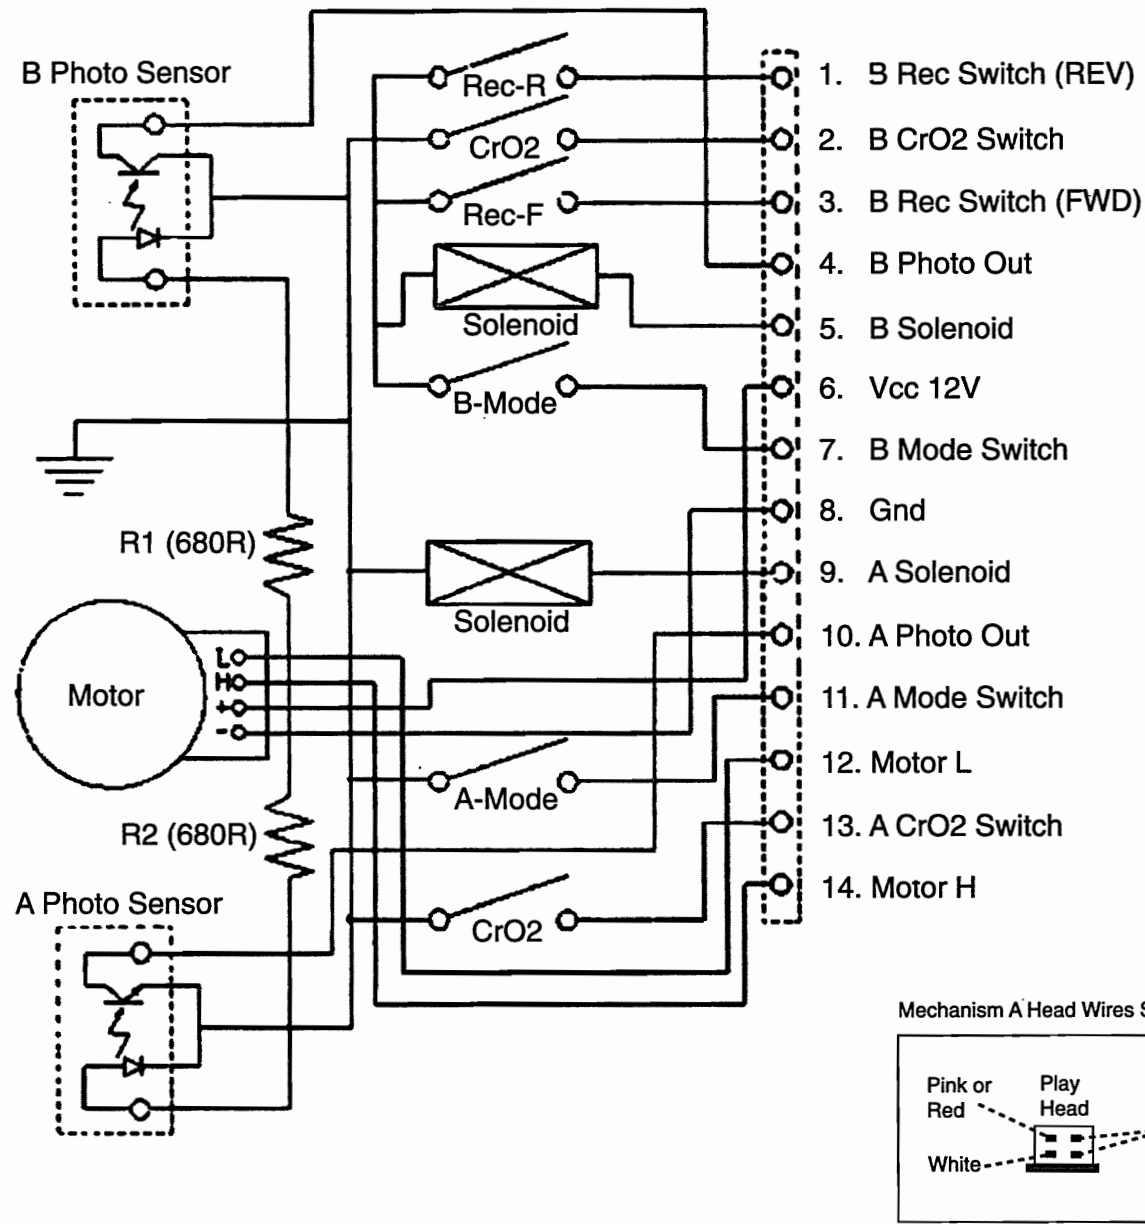 B Photo Sensor
Rec-R
CrO2
Rec-F
Solenoid
B-Mode
R1 (680R)
Solenoid
Motor
L
H
+
-
A-Mode
R2 (680R)
A Photo Sensor
CrO2
1. B Rec Switch (REV)
2. B CrO2 Switch
3. B Rec Switch (FWD)
4. B Photo Out
5. B Solenoid
6. Vcc 12V
7. B Mode Switch
8. Gnd
9. A Solenoid
10. A Photo Out
11. A Mode Switch
12. Motor L
13. A CrO2 Switch
14. Motor H
Mechanism A Head Wires S
Pink or
Red
Play
Head
White